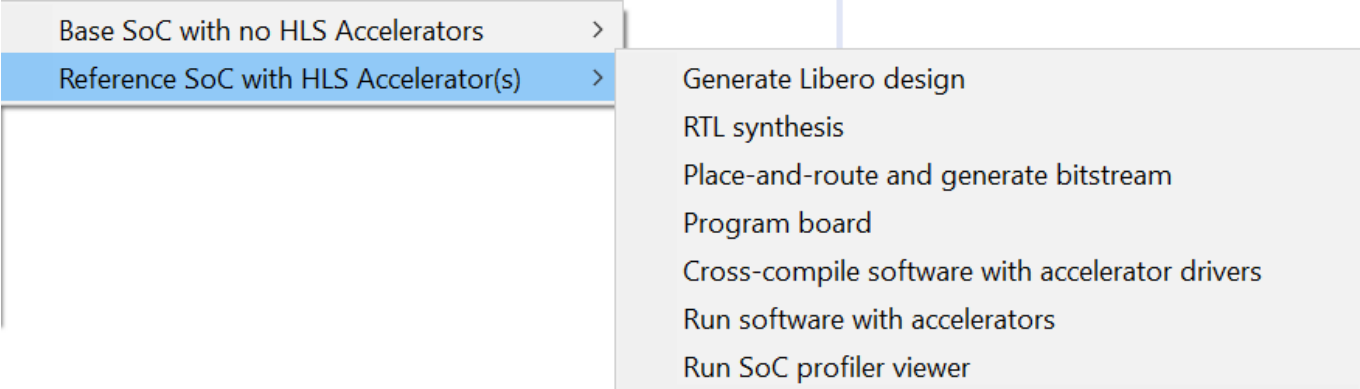 Base SoC with no HLS Accelerators
Reference SoC with HLS Accelerator(s)
Generate Libero design
RTL synthesis
Place-and-route and generate bitstream
Program board
Cross-compile software with accelerator drivers
Run software with accelerators
Run SoC profiler viewer